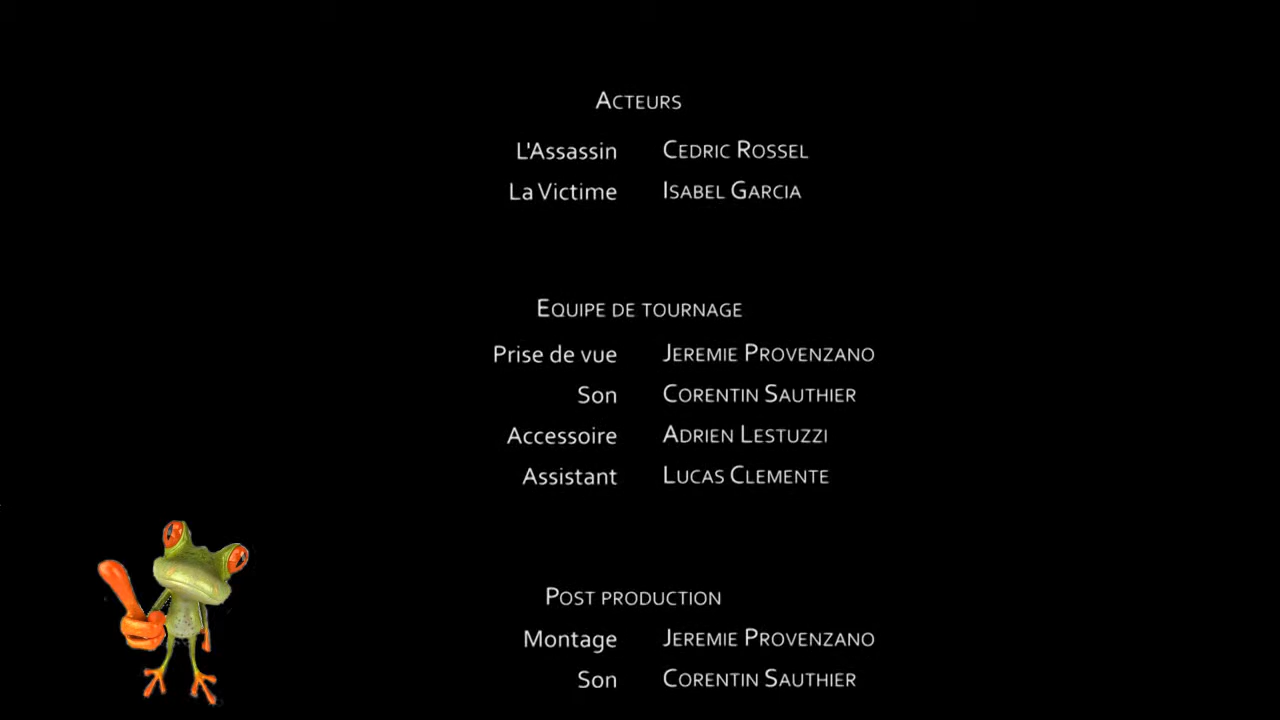 ACTEURS
L'Assassin CEDRIC ROSSEL
La Victime ISABEL GARCIA
EQUIPE DE TOURNAGE
Prise de vue JEREMIE PROVENZANO
Son CORENTIN SAUTHIER
Accessoire ADRIEN LESTUZZI
Assistant LUCAS CLEMENTE
POST PRODUCTION
Montage JEREMIE PROVENZANO
Son CORENTIN SAUTHIER